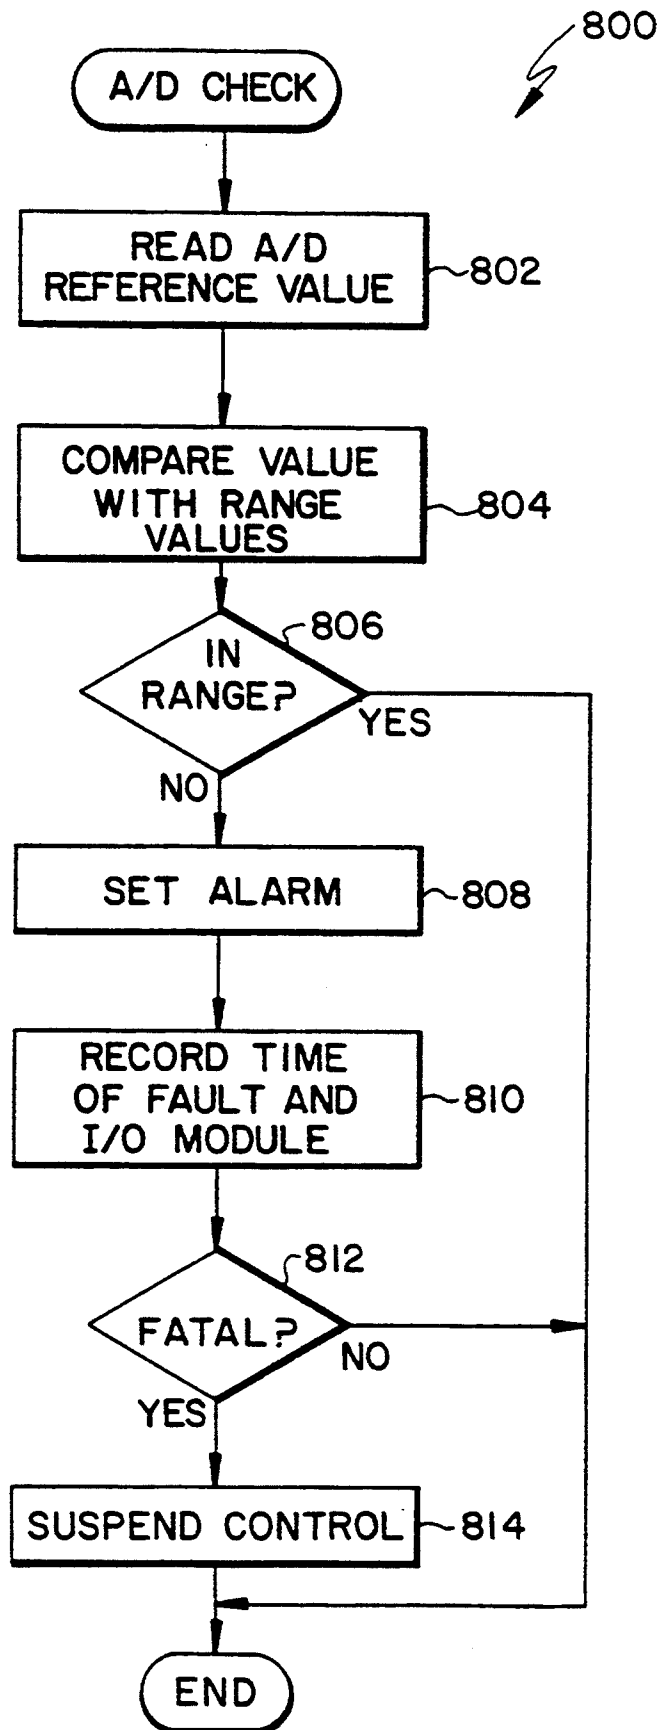 800
A/D CHECK
READ A/D
REFERENCE VALUE
802
COMPARE VALUE
WITH RANGE
VALUES
804
806
IN
RANGE?
YES
NO
SET ALARM
808
RECORD TIME
OF FAULT AND
I/O MODULE
810
812
FATAL?
NO
YES
SUSPEND CONTROL
814
END